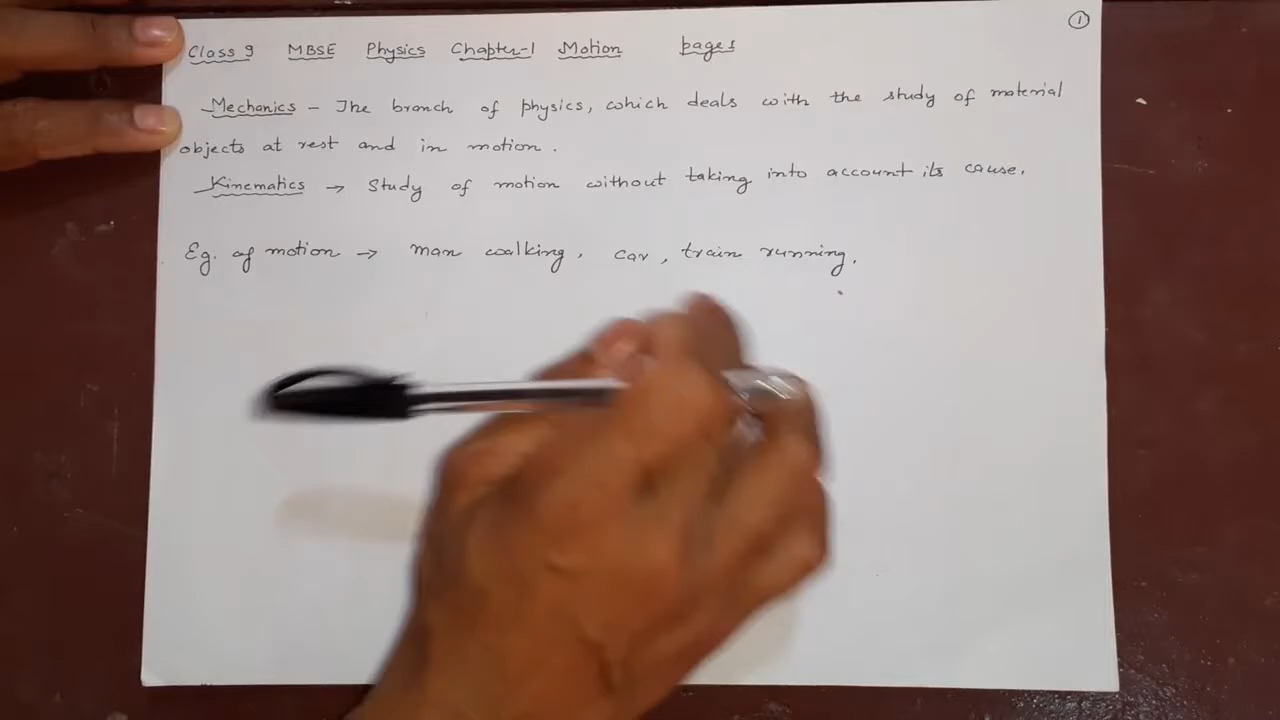 ①
Class 9 MBSE Physics Chapter-1 Motion pages
Mechanics - The branch of physics, which deals with the study of material
objects at rest and in motion.
Kinematics → Study of motion without taking into account its cause.
Eg. of motion → man walking, car, train running.